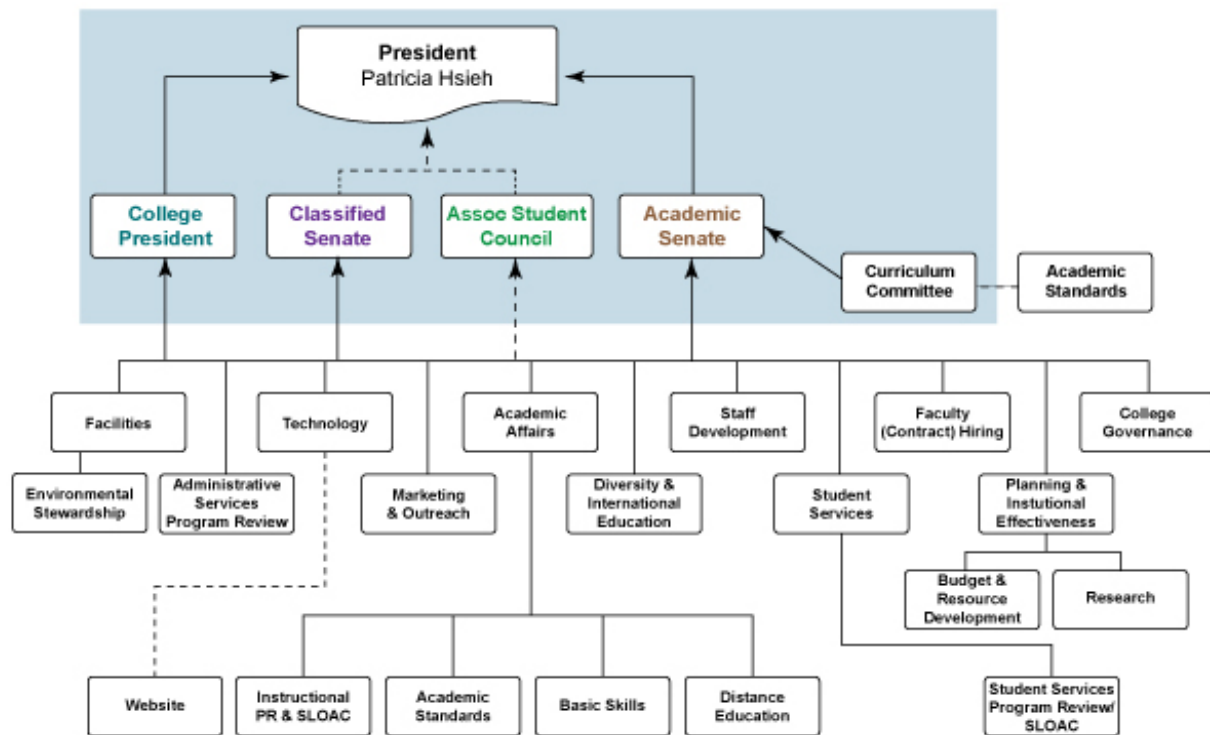 President
Patricia Hsieh
College
President
Classified
Senate
Assoc Student
Council
Academic
Senate
Curriculum
Committee
Academic
Standards
Facilities
Technology
Academic
Affairs
Staff
Development
Faculty
(Contract) Hiring
College
Governance
Environmental
Stewardship
Administrative
Services
Program Review
Marketing
& Outreach
Diversity &
International
Education
Student
Services
Planning &
Instutional
Effectiveness
Budget &
Resource
Development
Research
Website
Instructional
PR & SLOAC
Academic
Standards
Basic Skills
Distance
Education
Student Services
Program Review/
SLOAC